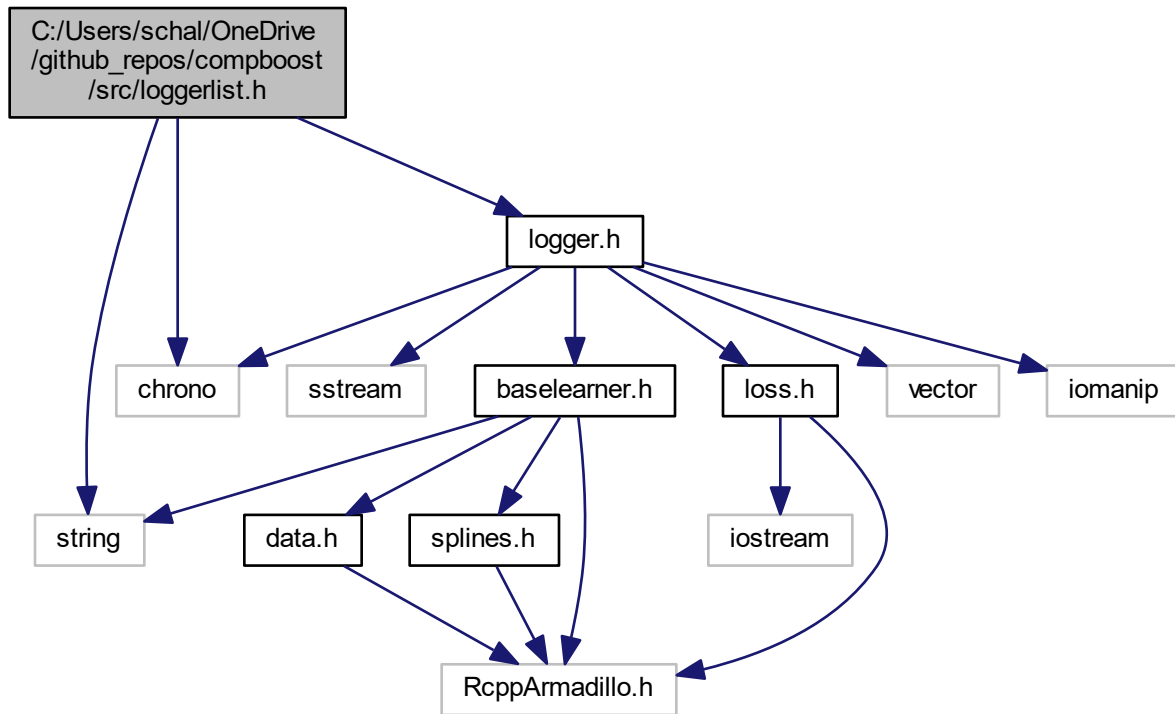 C:/Users/schal/OneDrive
/github_repos/compboost
/src/loggerlist.h
logger.h
chrono
sstream
baselearner.h
loss.h
vector
iomanip
string
data.h
splines.h
iostream
RcppArmadillo.h